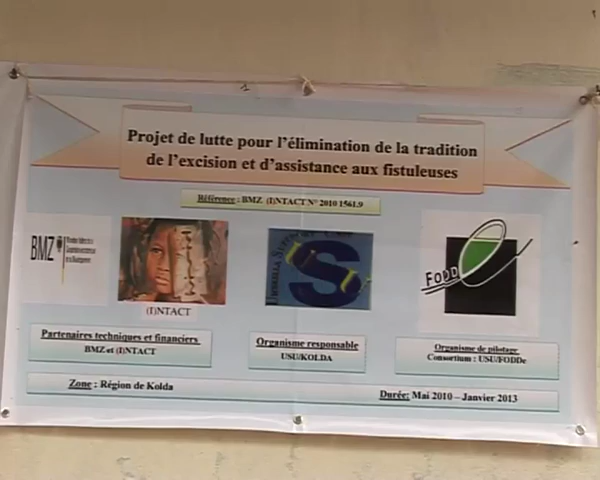 Projet de lutte pour l'élimination de la tradition
de l'excision et d'assistance aux fistuleuses
Référence : BMZ (I)NTACT N° 2010 1561.9
BMZ
(I)NTACT
S
FODD
Partenaires techniques et financiers
BMZ et (I)NTACT
Organisme responsable
USU/KOLDA
Organisme de pilotage
Consortium : USU/FODDe
Zone : Région de Kolda
Durée: Mai 2010 – Janvier 2013